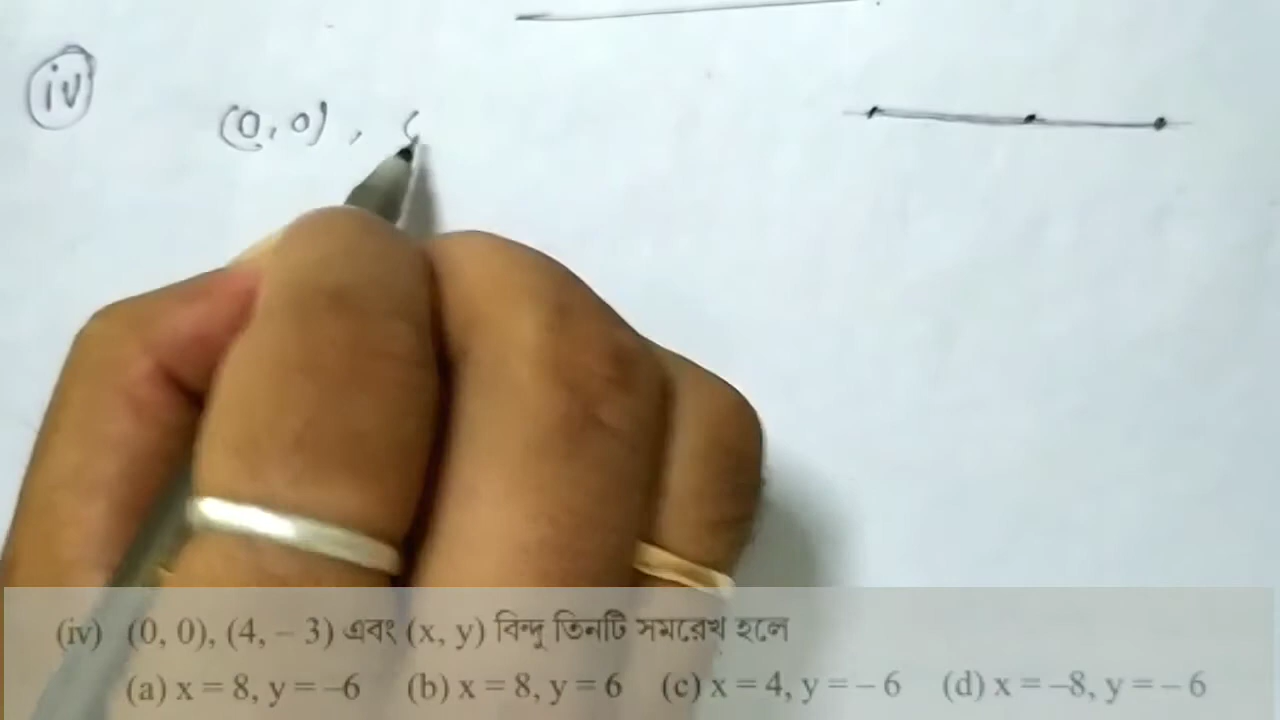 iv
(0, 0) ,
(iv) (0, 0), (4, – 3) এবং (x, y) বিন্দু তিনটি সমরেখ হলে
(a) x = 8, y = –6 (b) x = 8, y = 6 (c) x = 4, y = – 6 (d) x = –8, y = – 6